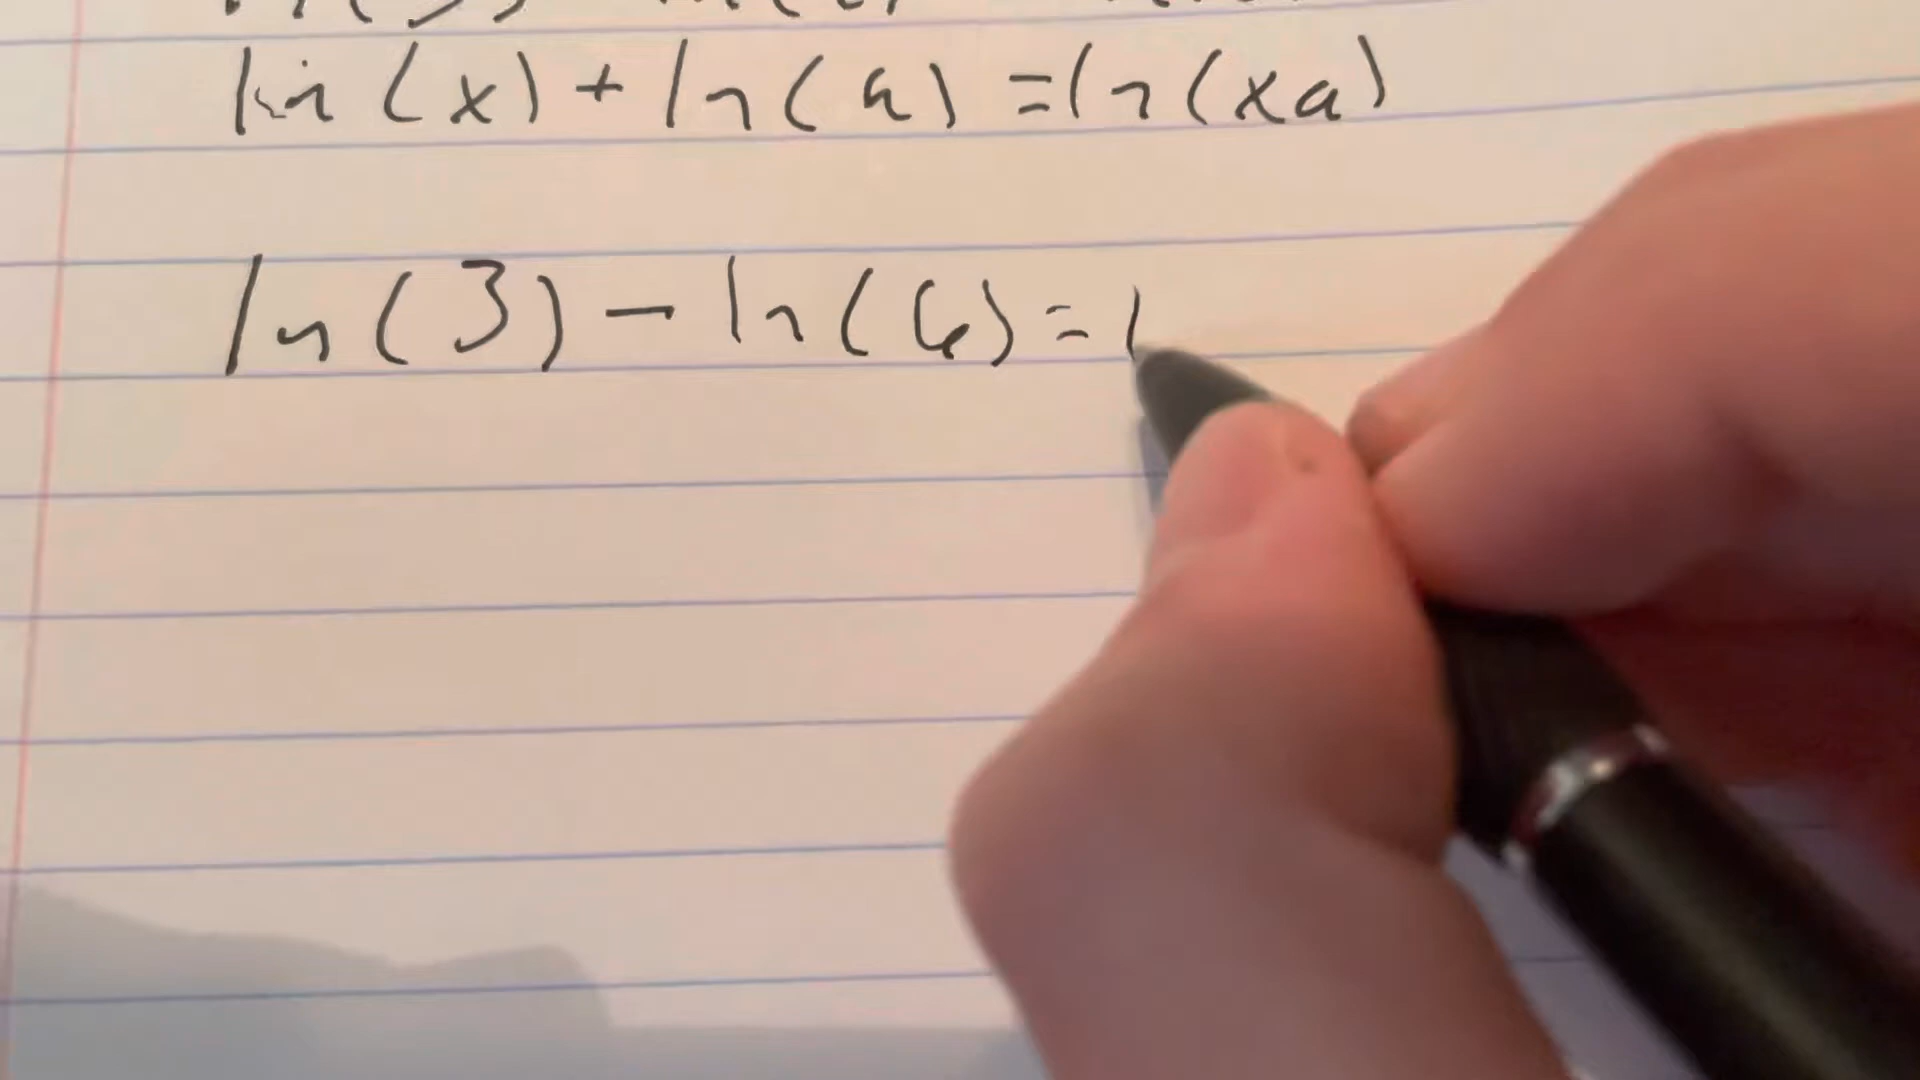 ln(x) + ln(a) = ln(xa)
ln(3) - ln(6) = l